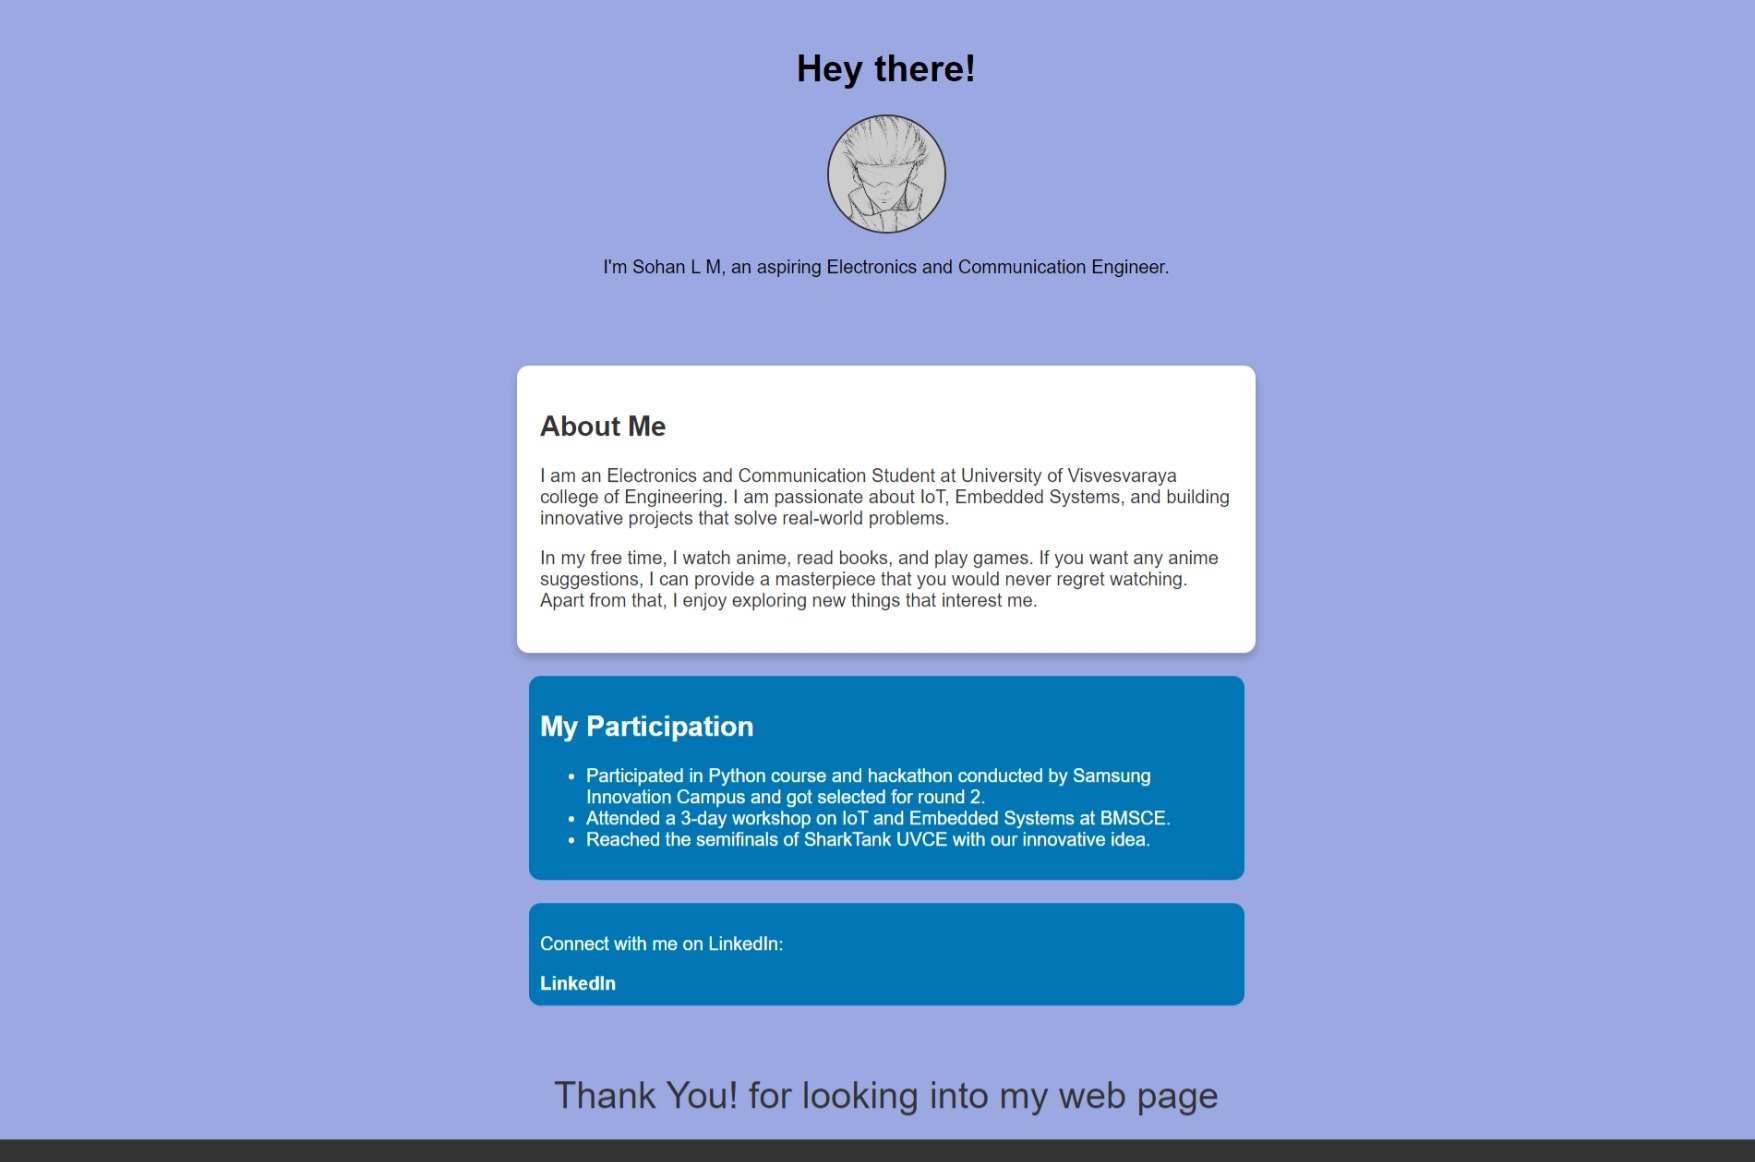 Hey there!
I'm Sohan L M, an aspiring Electronics and Communication Engineer.
About Me
I am an Electronics and Communication Student at University of Visvesvaraya
college of Engineering. I am passionate about IoT, Embedded Systems, and building
innovative projects that solve real-world problems.
In my free time, I watch anime, read books, and play games. If you want any anime
suggestions, I can provide a masterpiece that you would never regret watching.
Apart from that, I enjoy exploring new things that interest me.
My Participation
• Participated in Python course and hackathon conducted by Samsung
Innovation Campus and got selected for round 2.
• Attended a 3-day workshop on IoT and Embedded Systems at BMSCE.
• Reached the semifinals of SharkTank UVCE with our innovative idea.
Connect with me on LinkedIn:
LinkedIn
Thank You! for looking into my web page